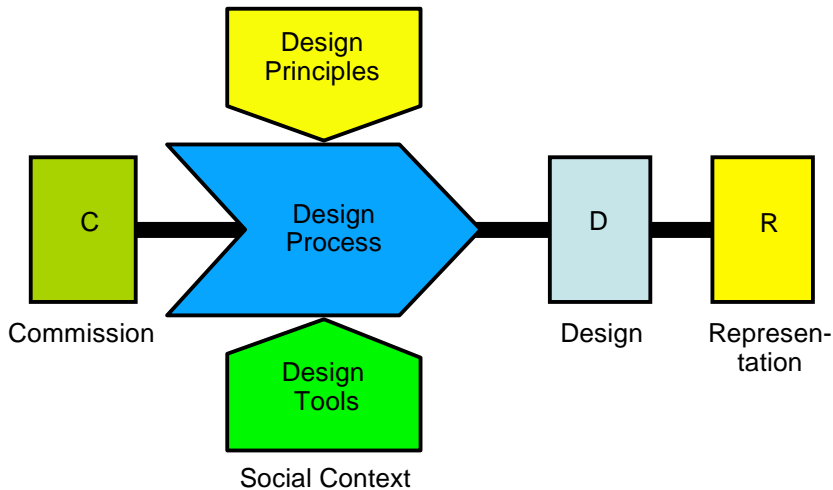 Design
Principles
C
Design
Process
D
R
Commission
Design
Represen-
tation
Design
Tools
Social Context